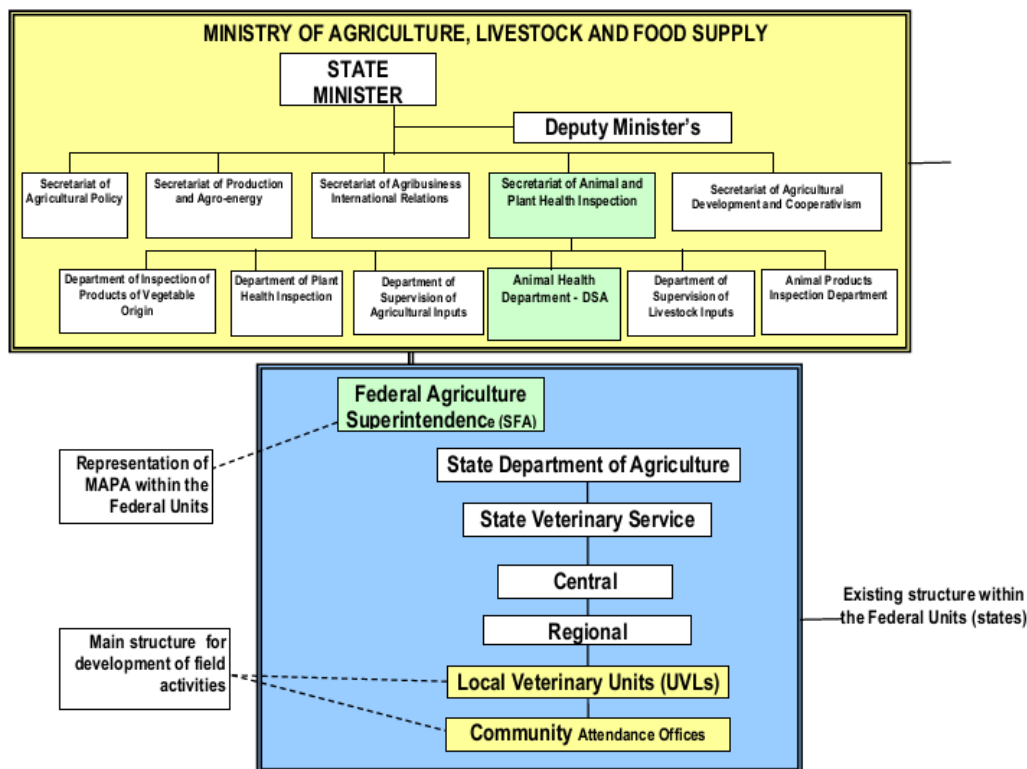 MINISTRY OF AGRICULTURE, LIVESTOCK AND FOOD SUPPLY
STATE
MINISTER
Deputy Minister's
Secretariat of
Agricultural Policy
Secretariat of Production
and Agro-energy
Secretariat of Agribusiness
International Relations
Secretariat of Animal and
Plant Health Inspection
Secretariat of Agricultural
Development and Cooperativism
Department of Inspection of
Products of Vegetable
Origin
Department of Plant
Health Inspection
Department of
Supervision of
Agricultural Inputs
Animal Health
Department - DSA
Department of
Supervision of
Livestock Inputs
Animal Products
Inspection Department
Federal Agriculture
Superintendence (SFA)
Representation of
MAPA within the
Federal Units
State Department of Agriculture
State Veterinary Service
Central
Regional
Existing structure within
the Federal Units (states)
Main structure for
development of field
activities
Local Veterinary Units (UVLs)
Community Attendance Offices